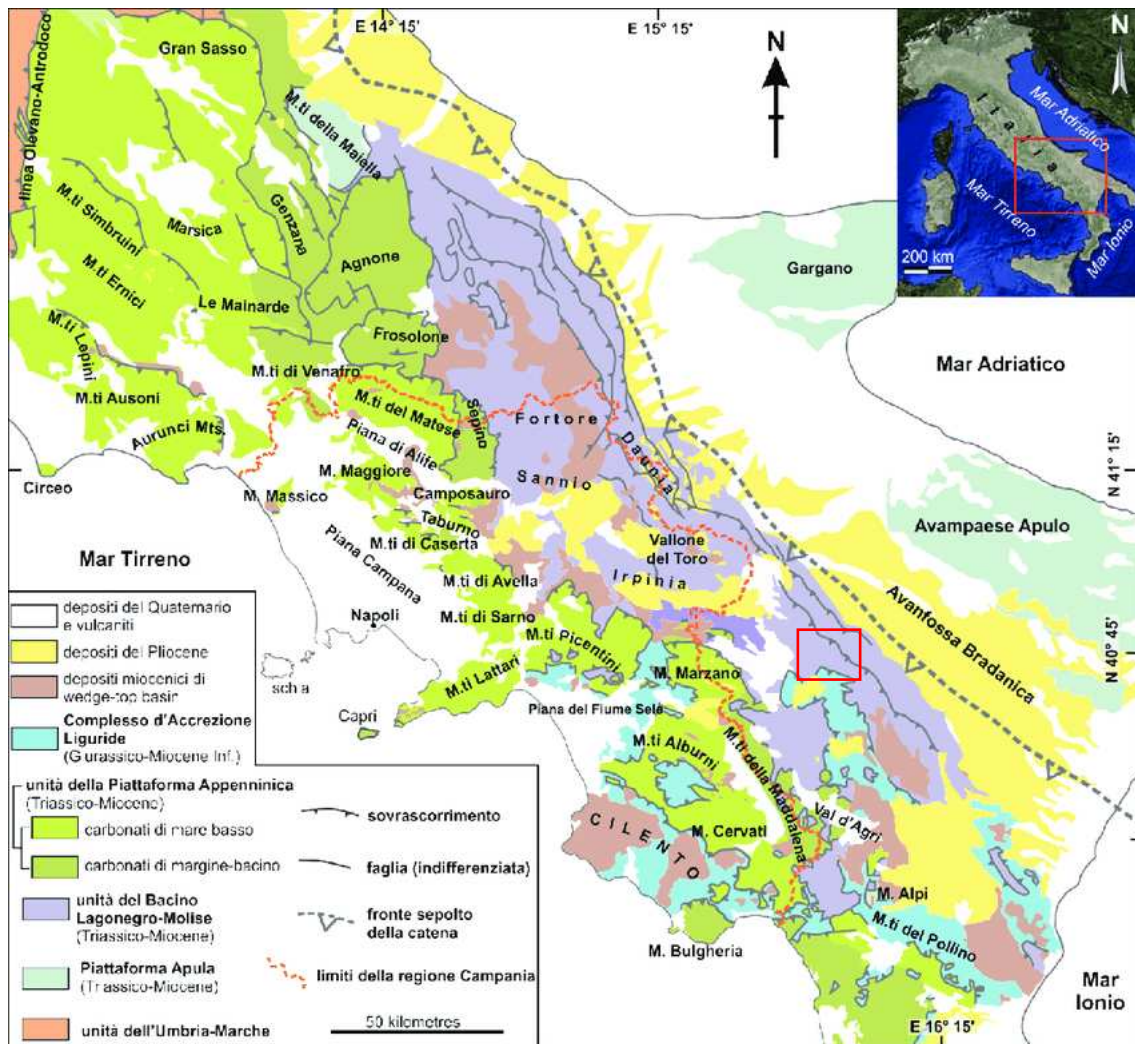 E 14° 15'
E 15° 15'
N
N
Italia
Mar Adriatico
Mar Tirreno
Mar Ionio
200 km
linea Olevano-Antrodoco
Gran Sasso
M.ti della Maiella
M.ti Simbruini
Marsica
Genzana
M.ti Ernici
Agnone
Le Mainarde
Frosolone
M.ti Lepini
M.ti Ausoni
Aurunci Mts.
M.ti di Venafro
M.ti del Matese
Sepino
Fortore
Daunia
Gargano
Mar Adriatico
N 41° 15'
Circeo
Piana di Alife
M. Maggiore
M. Massico
Camposauro
Sannio
Taburno
M.ti di Caserta
Vallone
del Toro
Avampaese Apulo
Mar Tirreno
Piana Campana
M.ti di Avella
Irpinia
Napoli
M.ti di Sarno
M.ti Picentini
Avanfossa Bradanica
N 40° 45'
schia
M.ti Lattari
M. Marzano
Capri
Piana del Fiume Sele
M.ti Alburni
M.ti della Maddalena
CILENTO
M. Cervati
Val d'Agri
M. Alpi
M.ti del Pollino
M. Bulgheria
Mar
Ionio
E 16° 15'
depositi del Quaternario
e vulcaniti
depositi del Pliocene
depositi miocenici di
wedge-top basin
Complesso d'Accrezione
Liguride
(Giurassico-Miocene Inf.)
unità della Piattaforma Appenninica
(Triassico-Miocene)
carbonati di mare basso
carbonati di margine-bacino
unità del Bacino
Lagonegro-Molise
(Triassico-Miocene)
Piattaforma Apula
(Triassico-Miocene)
unità dell'Umbria-Marche
sovrascorrimento
faglia (indifferenziata)
fronte sepolto
della catena
limiti della regione Campania
50 kilometres